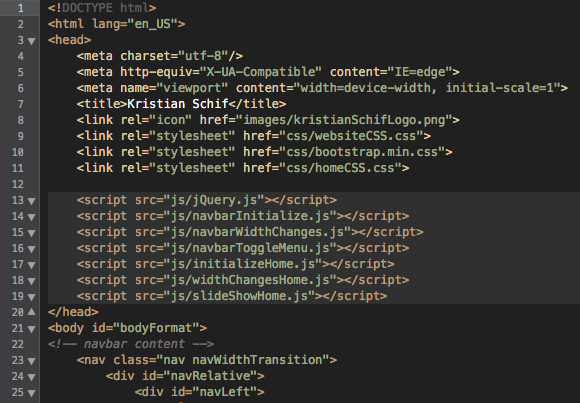 1 <!DOCTYPE html>
2 <html lang="en_US">
3 <head>
4 <meta charset="utf-8"/>
5 <meta http-equiv="X-UA-Compatible" content="IE=edge">
6 <meta name="viewport" content="width=device-width, initial-scale=1">
7 <title>Kristian Schif</title>
8 <link rel="icon" href="images/kristianSchifLogo.png">
9 <link rel="stylesheet" href="css/websiteCSS.css">
10 <link rel="stylesheet" href="css/bootstrap.min.css">
11 <link rel="stylesheet" href="css/homeCSS.css">
12
13 <script src="js/jQuery.js"></script>
14 <script src="js/navbarInitialize.js"></script>
15 <script src="js/navbarWidthChanges.js"></script>
16 <script src="js/navbarToggleMenu.js"></script>
17 <script src="js/initializeHome.js"></script>
18 <script src="js/widthChangesHome.js"></script>
19 <script src="js/slideShowHome.js"></script>
20 </head>
21 <body id="bodyFormat">
22 <!-- navbar content -->
23 <nav class="nav navWidthTransition">
24 <div id="navRelative">
25 <div id="navLeft">